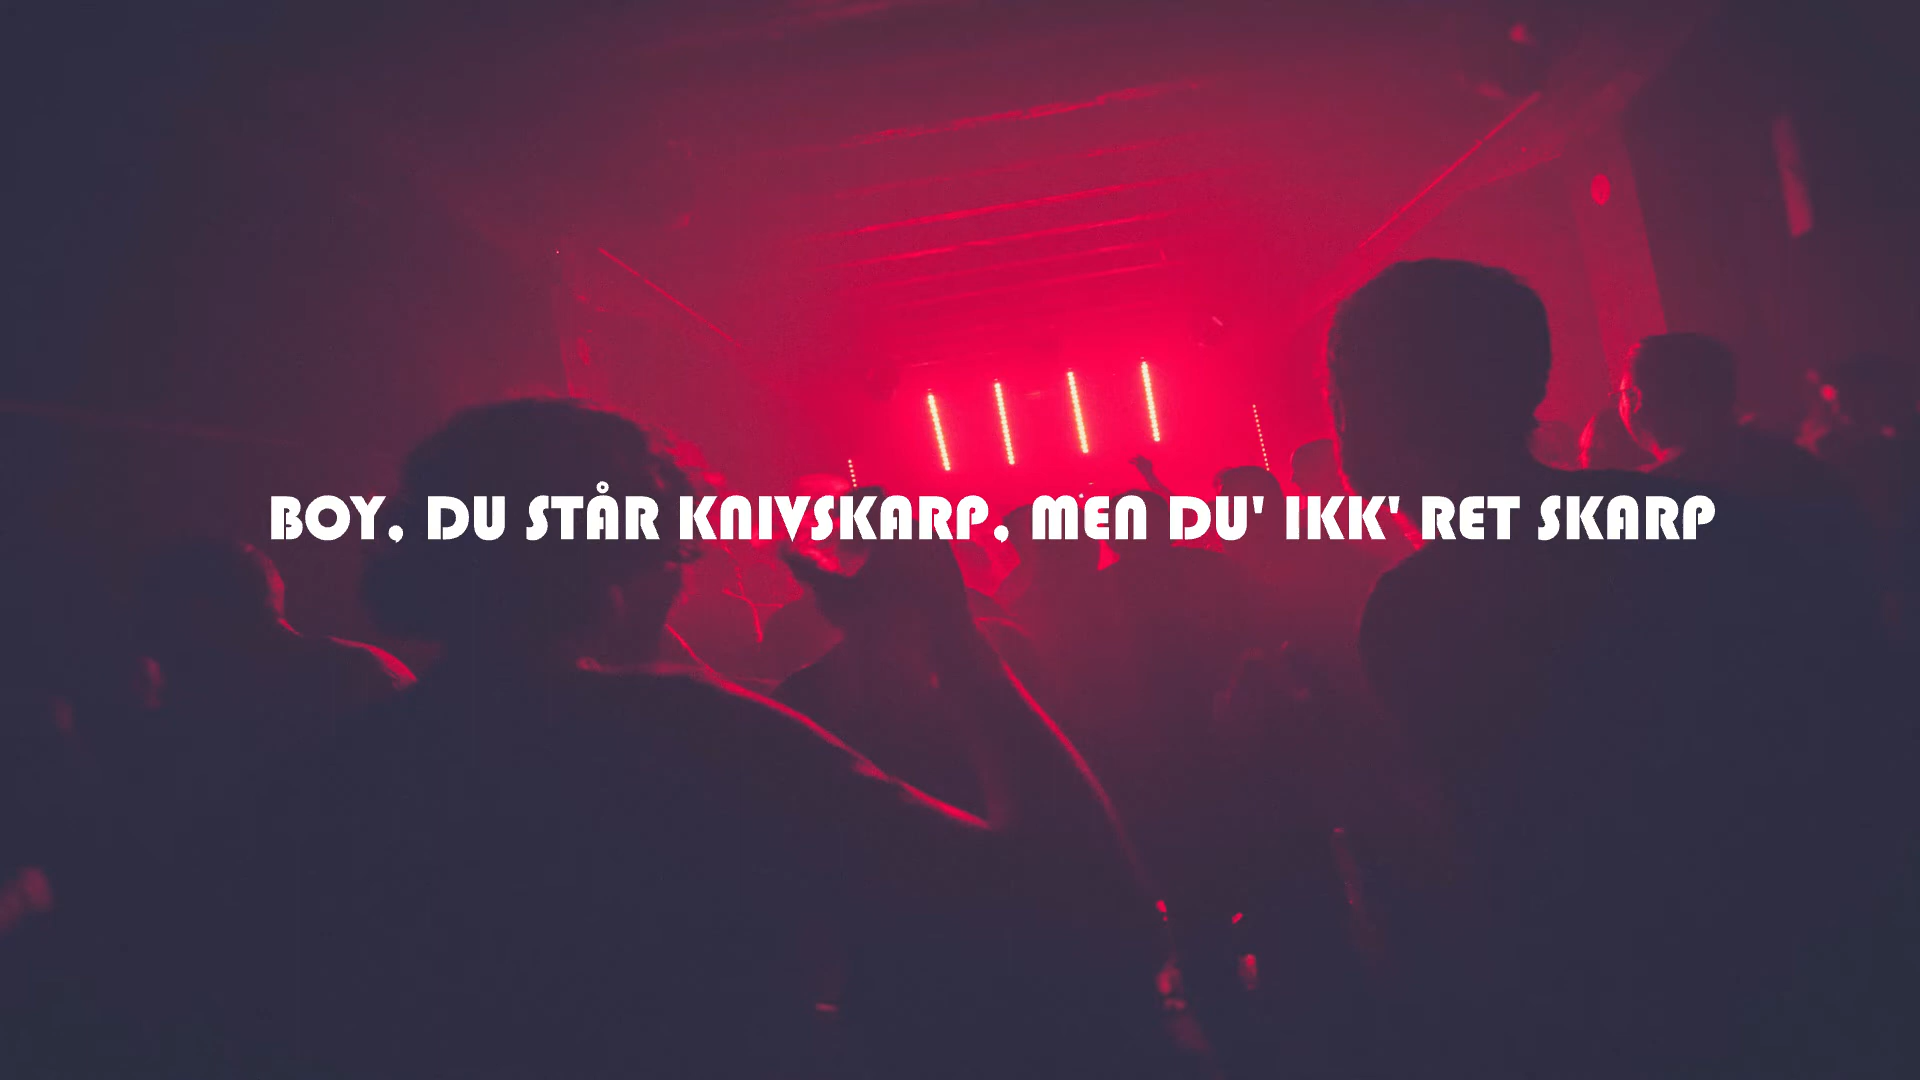 BOY, DU STÅR KNIVSKARP, MEN DU' IKK' RET SKARP